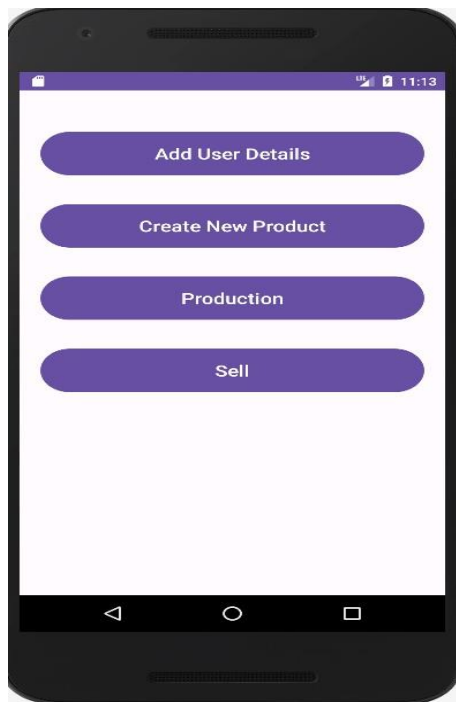 11:13
Add User Details
Create New Product
Production
Sell